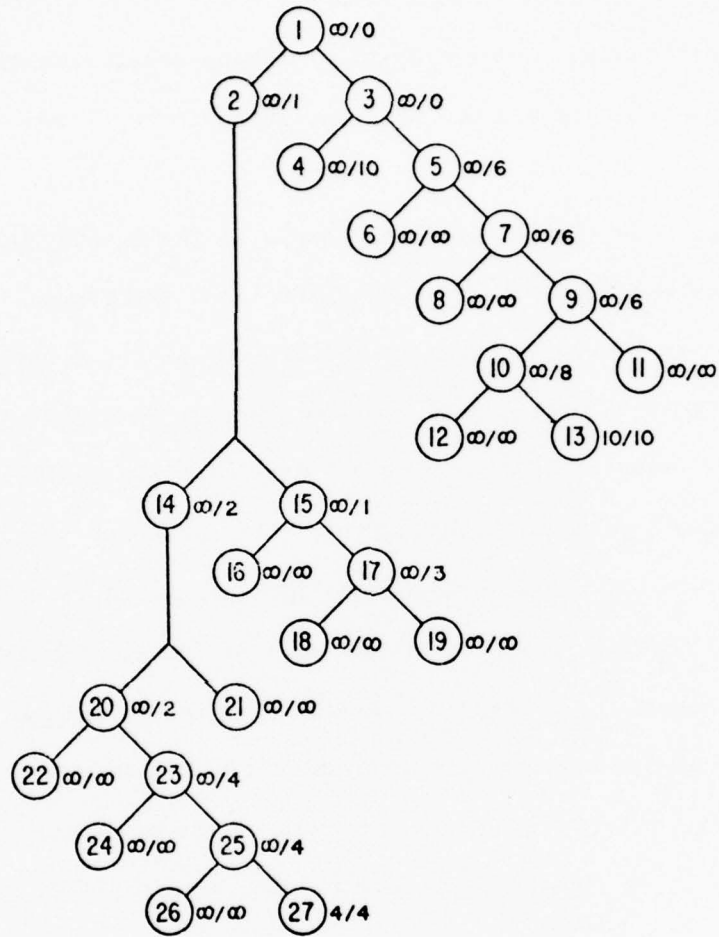 1 ∞/0
2 ∞/1 3 ∞/0
4 ∞/10 5 ∞/6
6 ∞/∞ 7 ∞/6
8 ∞/∞ 9 ∞/6
10 ∞/8 11 ∞/∞
12 ∞/∞ 13 10/10
14 ∞/2 15 ∞/1
16 ∞/∞ 17 ∞/3
18 ∞/∞ 19 ∞/∞
20 ∞/2 21 ∞/∞
22 ∞/∞ 23 ∞/4
24 ∞/∞ 25 ∞/4
26 ∞/∞ 27 4/4